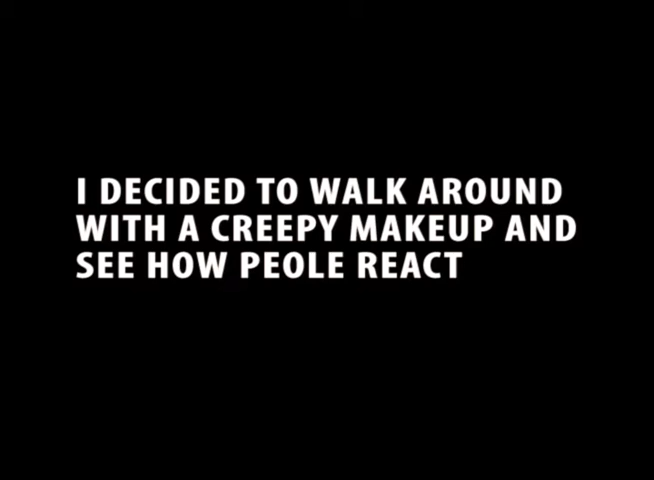 I DECIDED TO WALK AROUND
WITH A CREEPY MAKEUP AND
SEE HOW PEOLE REACT